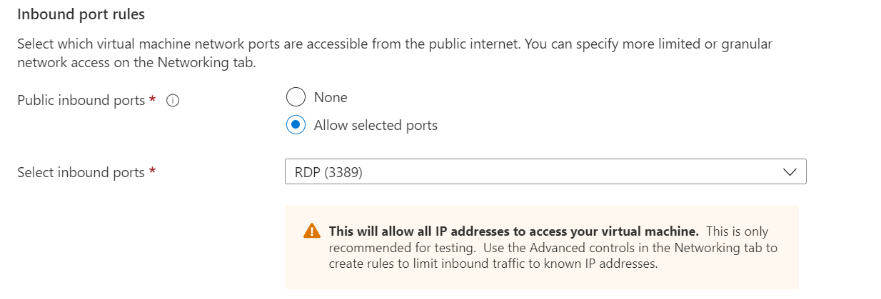 Inbound port rules
Select which virtual machine network ports are accessible from the public internet. You can specify more limited or granular
network access on the Networking tab.
Public inbound ports *
None
Allow selected ports
Select inbound ports *
RDP (3389)
This will allow all IP addresses to access your virtual machine. This is only
recommended for testing. Use the Advanced controls in the Networking tab to
create rules to limit inbound traffic to known IP addresses.